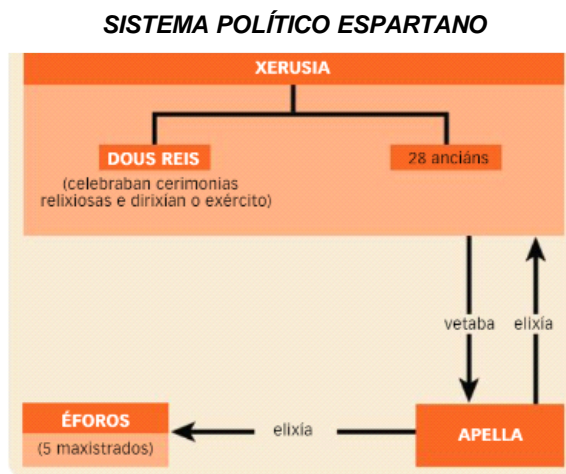 SISTEMA POLÍTICO ESPARTANO
XERUSIA
DOUS REIS
(celebraban cerimonias
relixiosas e dirixían o exército)
28 anciáns
vetaba
elixía
ÉFOROS
(5 maxistrados)
elixía
APELLA